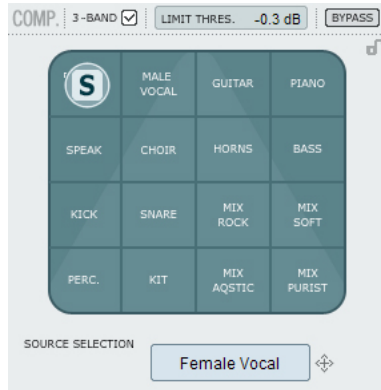 COMP. 3-BAND LIMIT THRES. -0.3 dB BYPASS
S
MALE
VOCAL
GUITAR
PIANO
SPEAK
CHOIR
HORNS
BASS
KICK
SNARE
MIX
ROCK
MIX
SOFT
PERC.
KIT
MIX
AQSTIC
MIX
PURIST
SOURCE SELECTION
Female Vocal